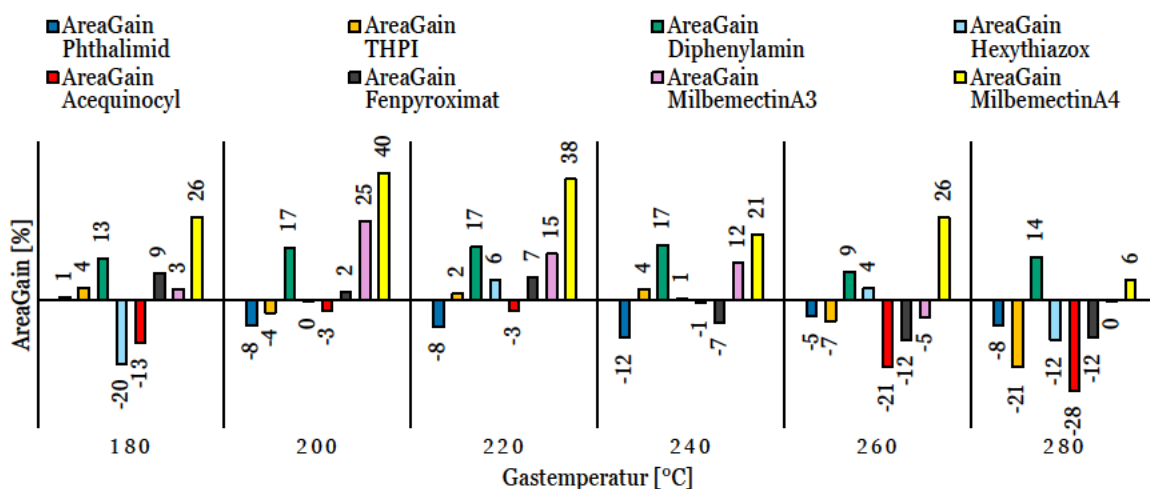 AreaGain Phthalimid
AreaGain THPI
AreaGain Diphenylamin
AreaGain Hexythiazox
AreaGain Acequinocyl
AreaGain Fenpyroximat
AreaGain MilbemectinA3
AreaGain MilbemectinA4
AreaGain [%]
1 4 13 -20 -13 9 3 26
-8 -4 17 0 -3 2 25 40
-8 2 17 6 -3 7 15 38
-12 4 17 1 -1 -7 12 21
-5 -7 9 4 -21 -12 -5 26
-8 -21 14 -12 -28 -12 0 6
180 200 220 240 260 280
Gastemperatur [°C]